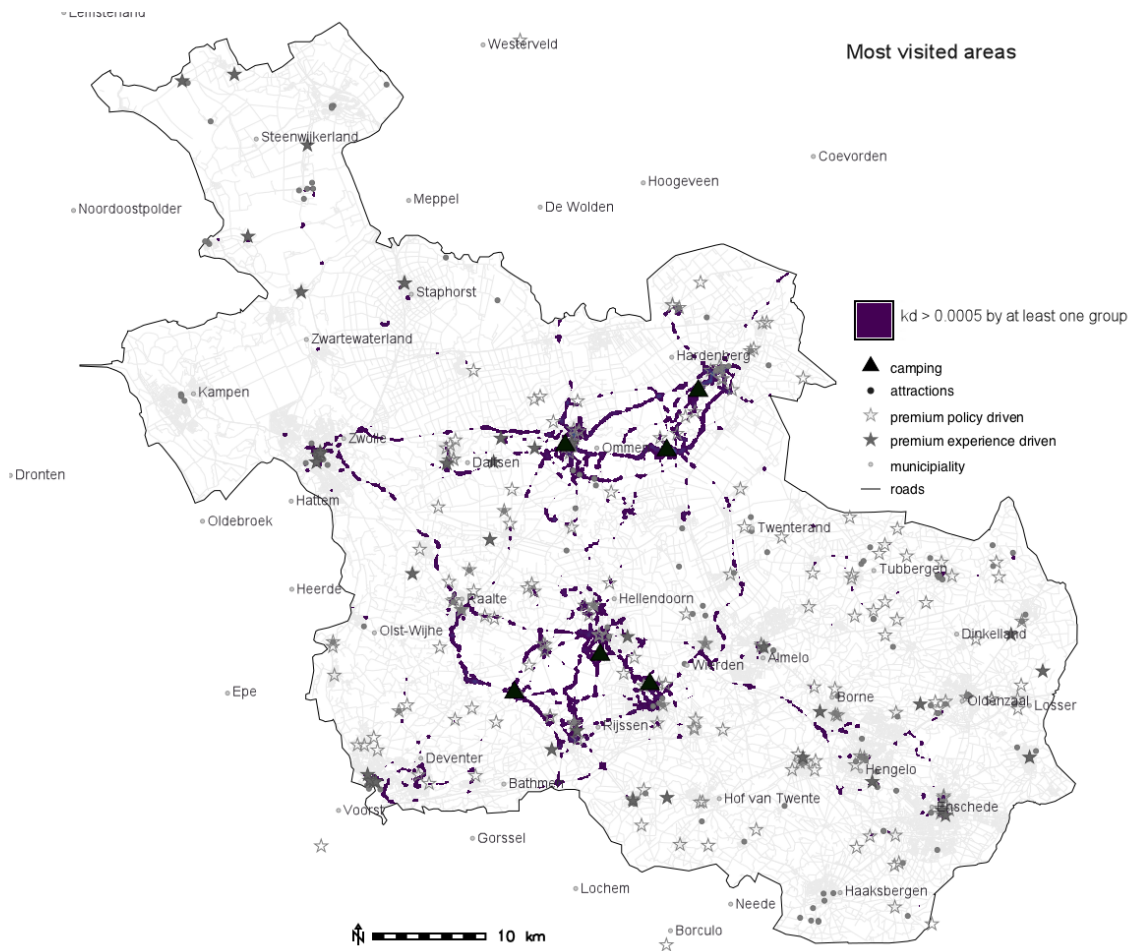 Lemsterland
Westerveld
Most visited areas
Steenwijkerland
Coevorden
Hoogeveen
Meppel
De Wolden
Noordoostpolder
Staphorst
kd > 0.0005 by at least one group
Zwartewaterland
Hardenberg
camping
attractions
Kampen
premium policy driven
premium experience driven
Zwolle
Ommen
municipiality
Dalfsen
Dronten
roads
Hattem
Oldebroek
Twenterand
Tubbergen
Heerde
Raalte
Hellendoorn
Olst-Wijhe
Dinkelland
Wierden
Almelo
Epe
Borne
Oldenzaal
Losser
Rijssen
Deventer
Hengelo
Bathmen
Hof van Twente
Voorst
Enschede
Gorssel
Lochem
Haaksbergen
Neede
Borculo
N
10 km